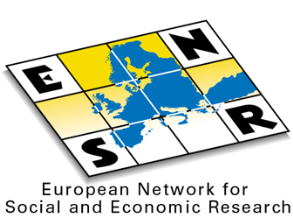 E N
S R
European Network for
Social and Economic Research